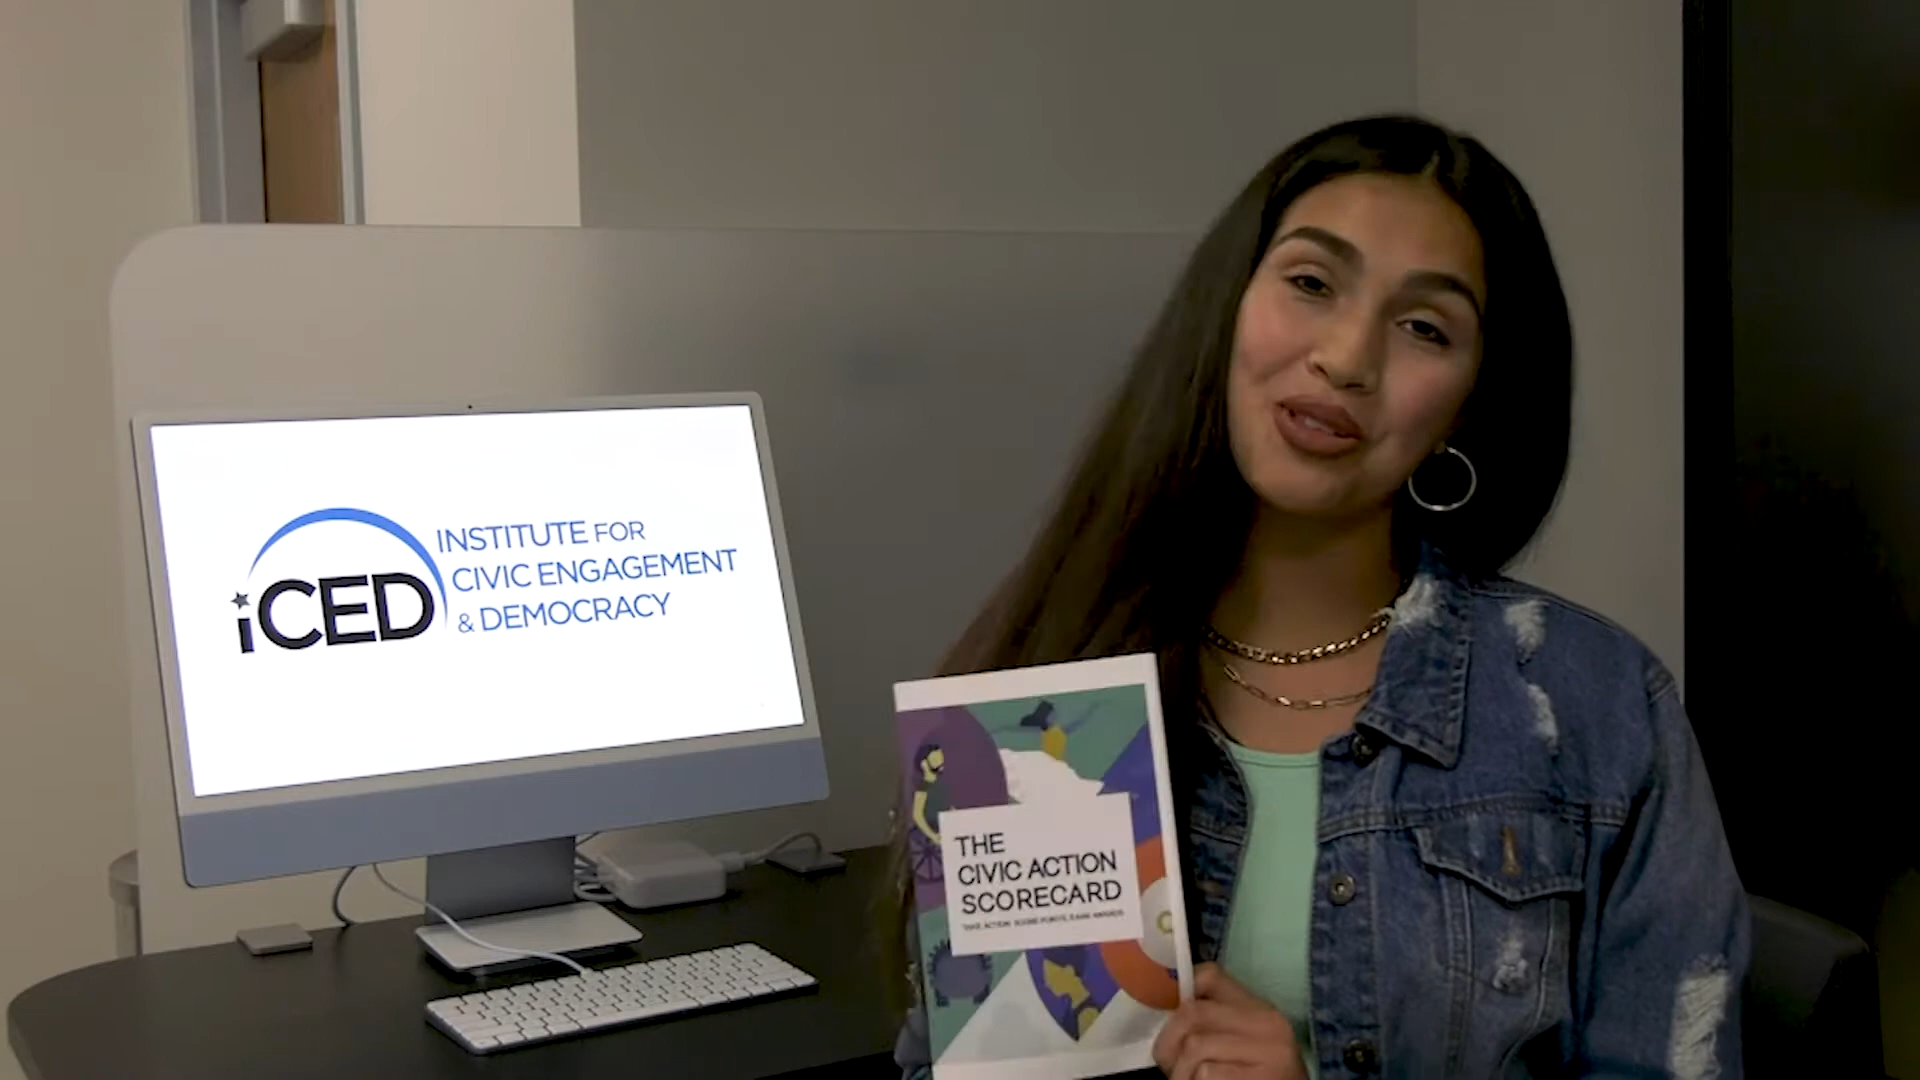 iCED
INSTITUTE FOR
CIVIC ENGAGEMENT
& DEMOCRACY
THE
CIVIC ACTION
SCORECARD
TAKE ACTION. SCORE POINTS. EARN AWARDS.